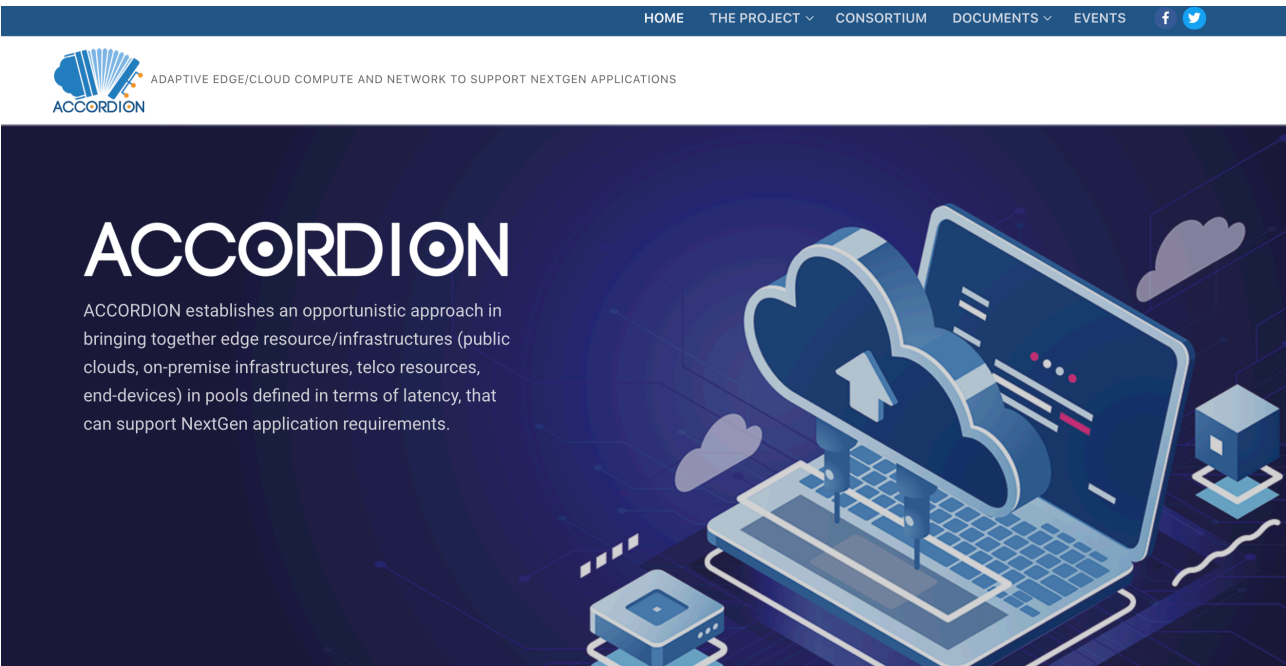 HOME THE PROJECT CONSORTIUM DOCUMENTS EVENTS
ACCORDION
ADAPTIVE EDGE/CLOUD COMPUTE AND NETWORK TO SUPPORT NEXTGEN APPLICATIONS
ACCORDION
ACCORDION establishes an opportunistic approach in
bringing together edge resource/infrastructures (public
clouds, on-premise infrastructures, telco resources,
end-devices) in pools defined in terms of latency, that
can support NextGen application requirements.